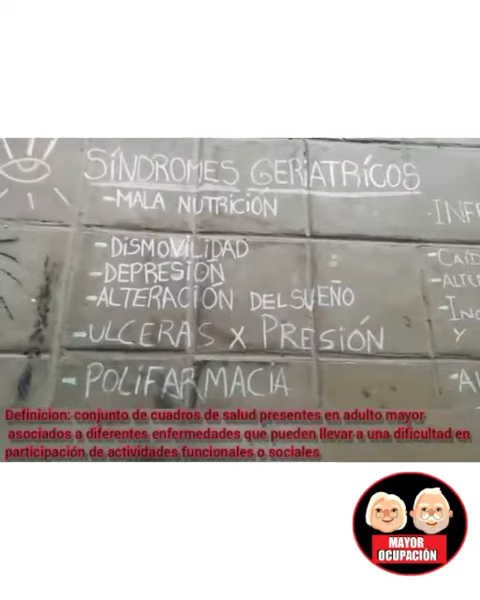 SÍNDROMES GERIATRICOS
-MALA NUTRICIÓN
-DISMOVILIDAD
-DEPRESIÓN
-ALTERACIÓN DEL SUEÑO
-ULCERAS X PRESIÓN
-POLIFARMACIA
Y
Definicion: conjunto de cuadros de salud presentes en adulto mayor
asociados a diferentes enfermedades que pueden llevar a una dificultad en
participación de actividades funcionales o sociales
MAYOR
OCUPACIÓN